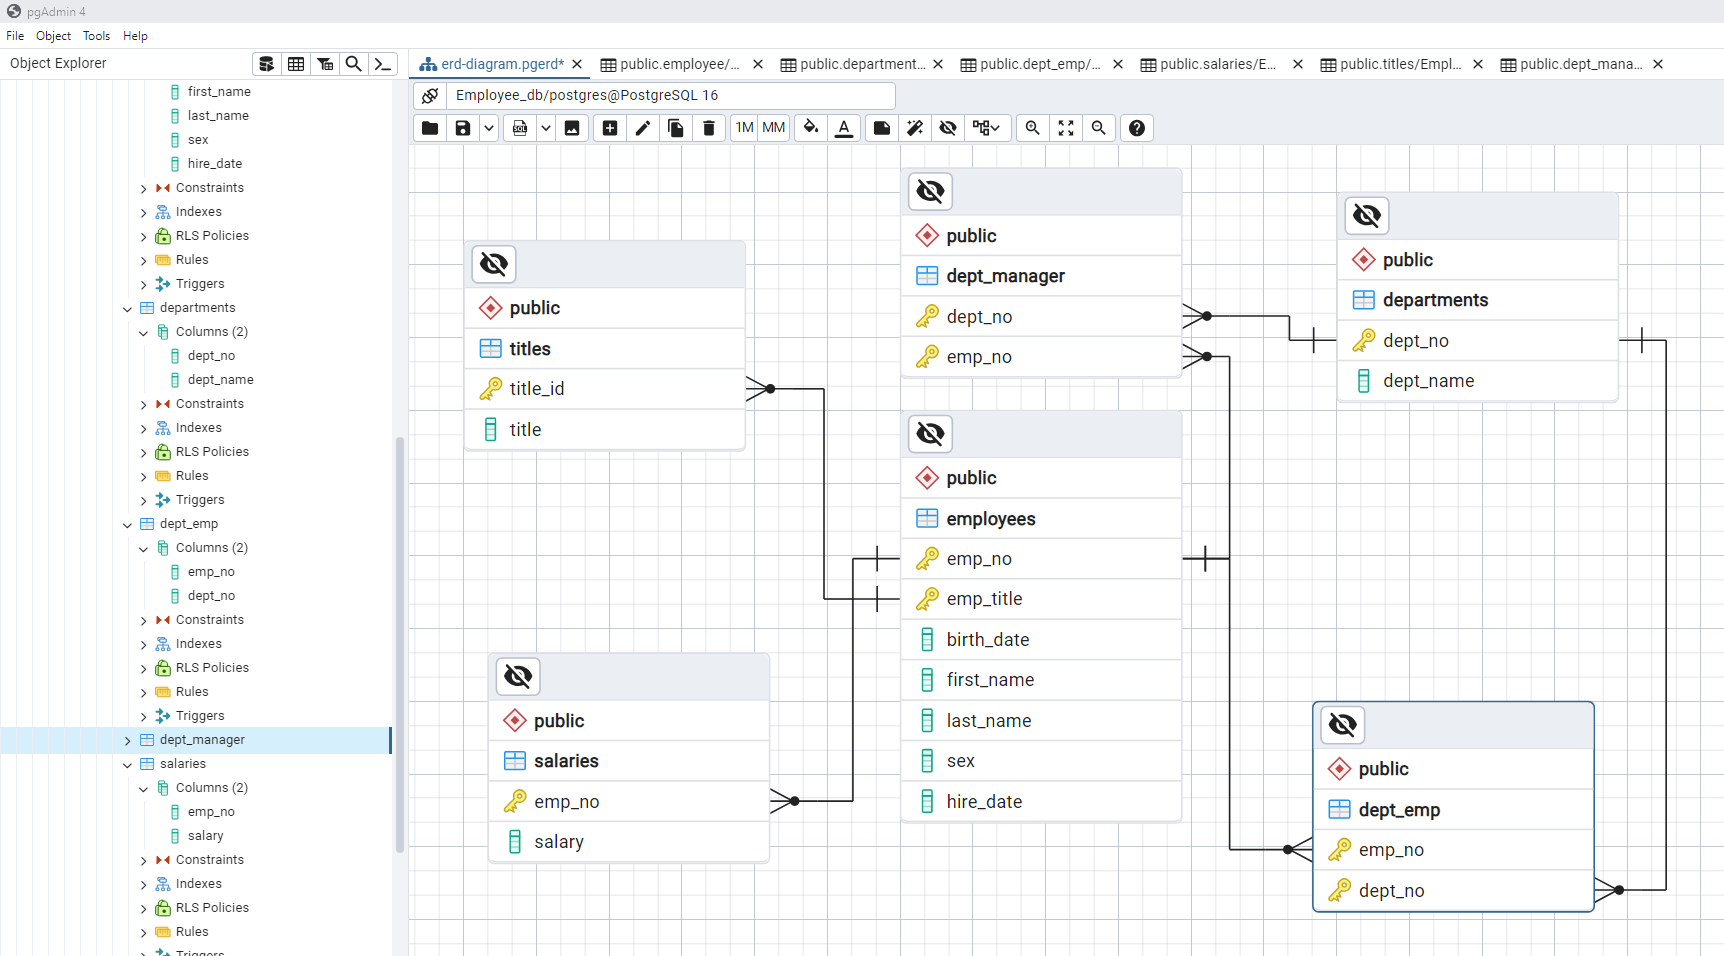 pgAdmin 4
File Object Tools Help
Object Explorer
erd-diagram.pgerd*
public.employee/...
public.department...
public.dept_emp/...
public.salaries/E...
public.titles/Empl...
public.dept_mana...
Employee_db/postgres@PostgreSQL 16
SQL
1M MM
A
first_name
last_name
sex
hire_date
Constraints
Indexes
RLS Policies
Rules
Triggers
departments
Columns (2)
dept_no
dept_name
Constraints
Indexes
RLS Policies
Rules
Triggers
dept_emp
Columns (2)
emp_no
dept_no
Constraints
Indexes
RLS Policies
Rules
Triggers
dept_manager
salaries
Columns (2)
emp_no
salary
Constraints
Indexes
RLS Policies
Rules
Triggers
public
titles
title_id
title
public
salaries
emp_no
salary
public
dept_manager
dept_no
emp_no
public
employees
emp_no
emp_title
birth_date
first_name
last_name
sex
hire_date
public
departments
dept_no
dept_name
public
dept_emp
emp_no
dept_no